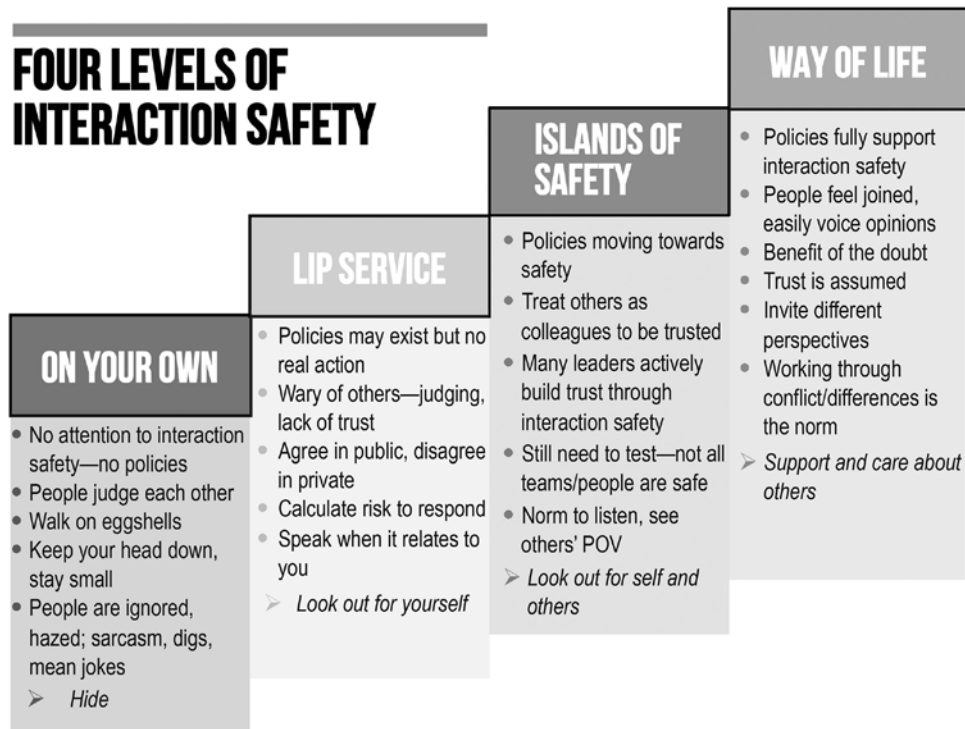 FOUR LEVELS OF
INTERACTION SAFETY
ON YOUR OWN
• No attention to interaction
safety—no policies
• People judge each other
• Walk on eggshells
• Keep your head down,
stay small
• People are ignored,
hazed; sarcasm, digs,
mean jokes
➢ Hide
LIP SERVICE
• Policies may exist but no
real action
• Wary of others—judging,
lack of trust
• Agree in public, disagree
in private
• Calculate risk to respond
• Speak when it relates to
you
➢ Look out for yourself
ISLANDS OF
SAFETY
• Policies moving towards
safety
• Treat others as
colleagues to be trusted
• Many leaders actively
build trust through
interaction safety
• Still need to test—not all
teams/people are safe
• Norm to listen, see
others' POV
➢ Look out for self and
others
WAY OF LIFE
• Policies fully support
interaction safety
• People feel joined,
easily voice opinions
• Benefit of the doubt
• Trust is assumed
• Invite different
perspectives
• Working through
conflict/differences is
the norm
➢ Support and care about
others